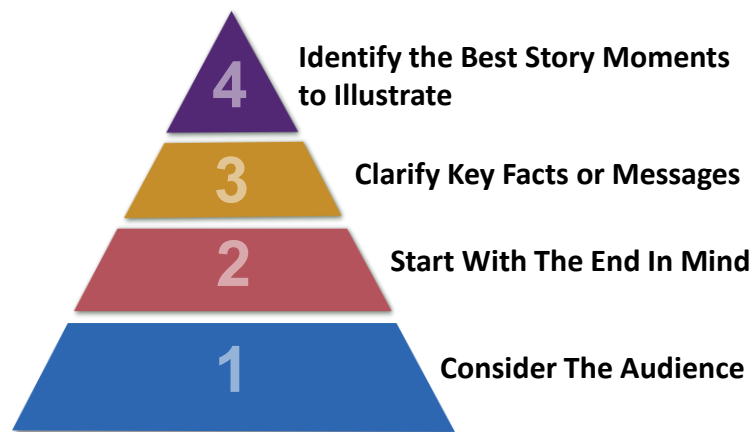 4
Identify the Best Story Moments
to Illustrate
3
Clarify Key Facts or Messages
2
Start With The End In Mind
1
Consider The Audience